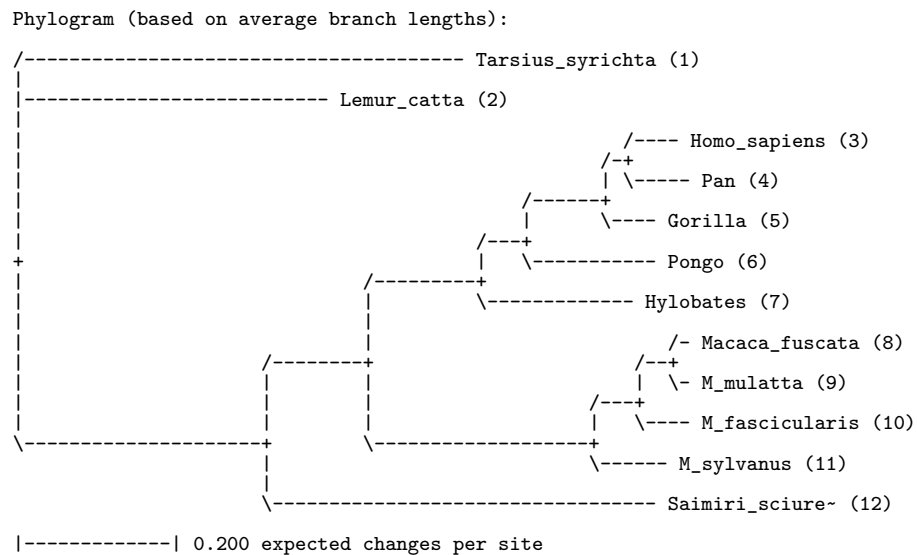 Phylogram (based on average branch lengths):
Tarsius_syrichta (1)
Lemur_catta (2)
Homo_sapiens (3)
Pan (4)
Gorilla (5)
Pongo (6)
Hylobates (7)
Macaca_fuscata (8)
M_mulatta (9)
M_fascicularis (10)
M_sylvanus (11)
Saimiri_sciure~ (12)
0.200 expected changes per site